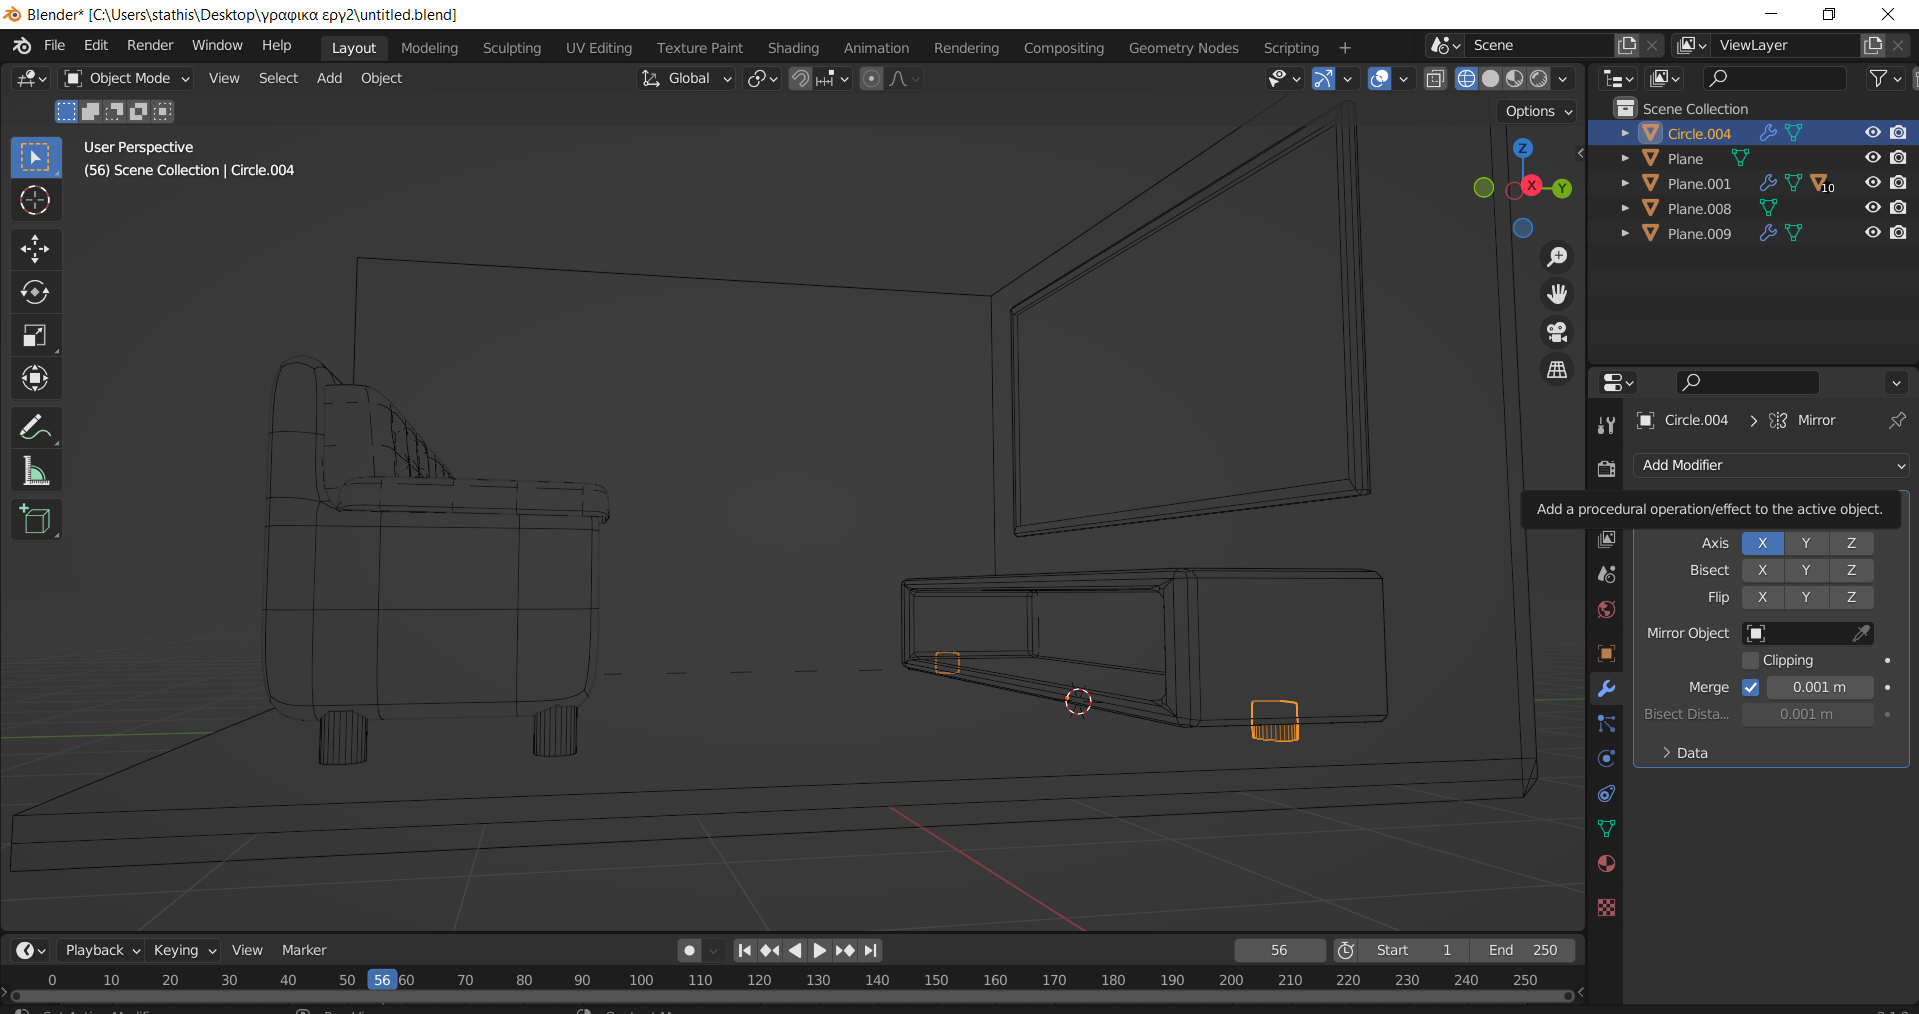 Blender* [C:\Users\stathis\Desktop\γραφικα εργ2\untitled.blend]
File Edit Render Window Help
Layout Modeling Sculpting UV Editing Texture Paint Shading Animation Rendering Compositing Geometry Nodes Scripting +
Scene
ViewLayer
Object Mode View Select Add Object
Global
Options
User Perspective
(56) Scene Collection | Circle.004
Z
X
Y
Scene Collection
Circle.004
Plane
Plane.001 10
Plane.008
Plane.009
Circle.004 Mirror
Add Modifier
Add a procedural operation/effect to the active object.
Axis X Y Z
Bisect X Y Z
Flip X Y Z
Mirror Object
Clipping
Merge 0.001 m
Bisect Dista... 0.001 m
Data
Playback Keying View Marker
56
Start 1 End 250
0 10 20 30 40 50 56 60 70 80 90 100 110 120 130 140 150 160 170 180 190 200 210 220 230 240 250